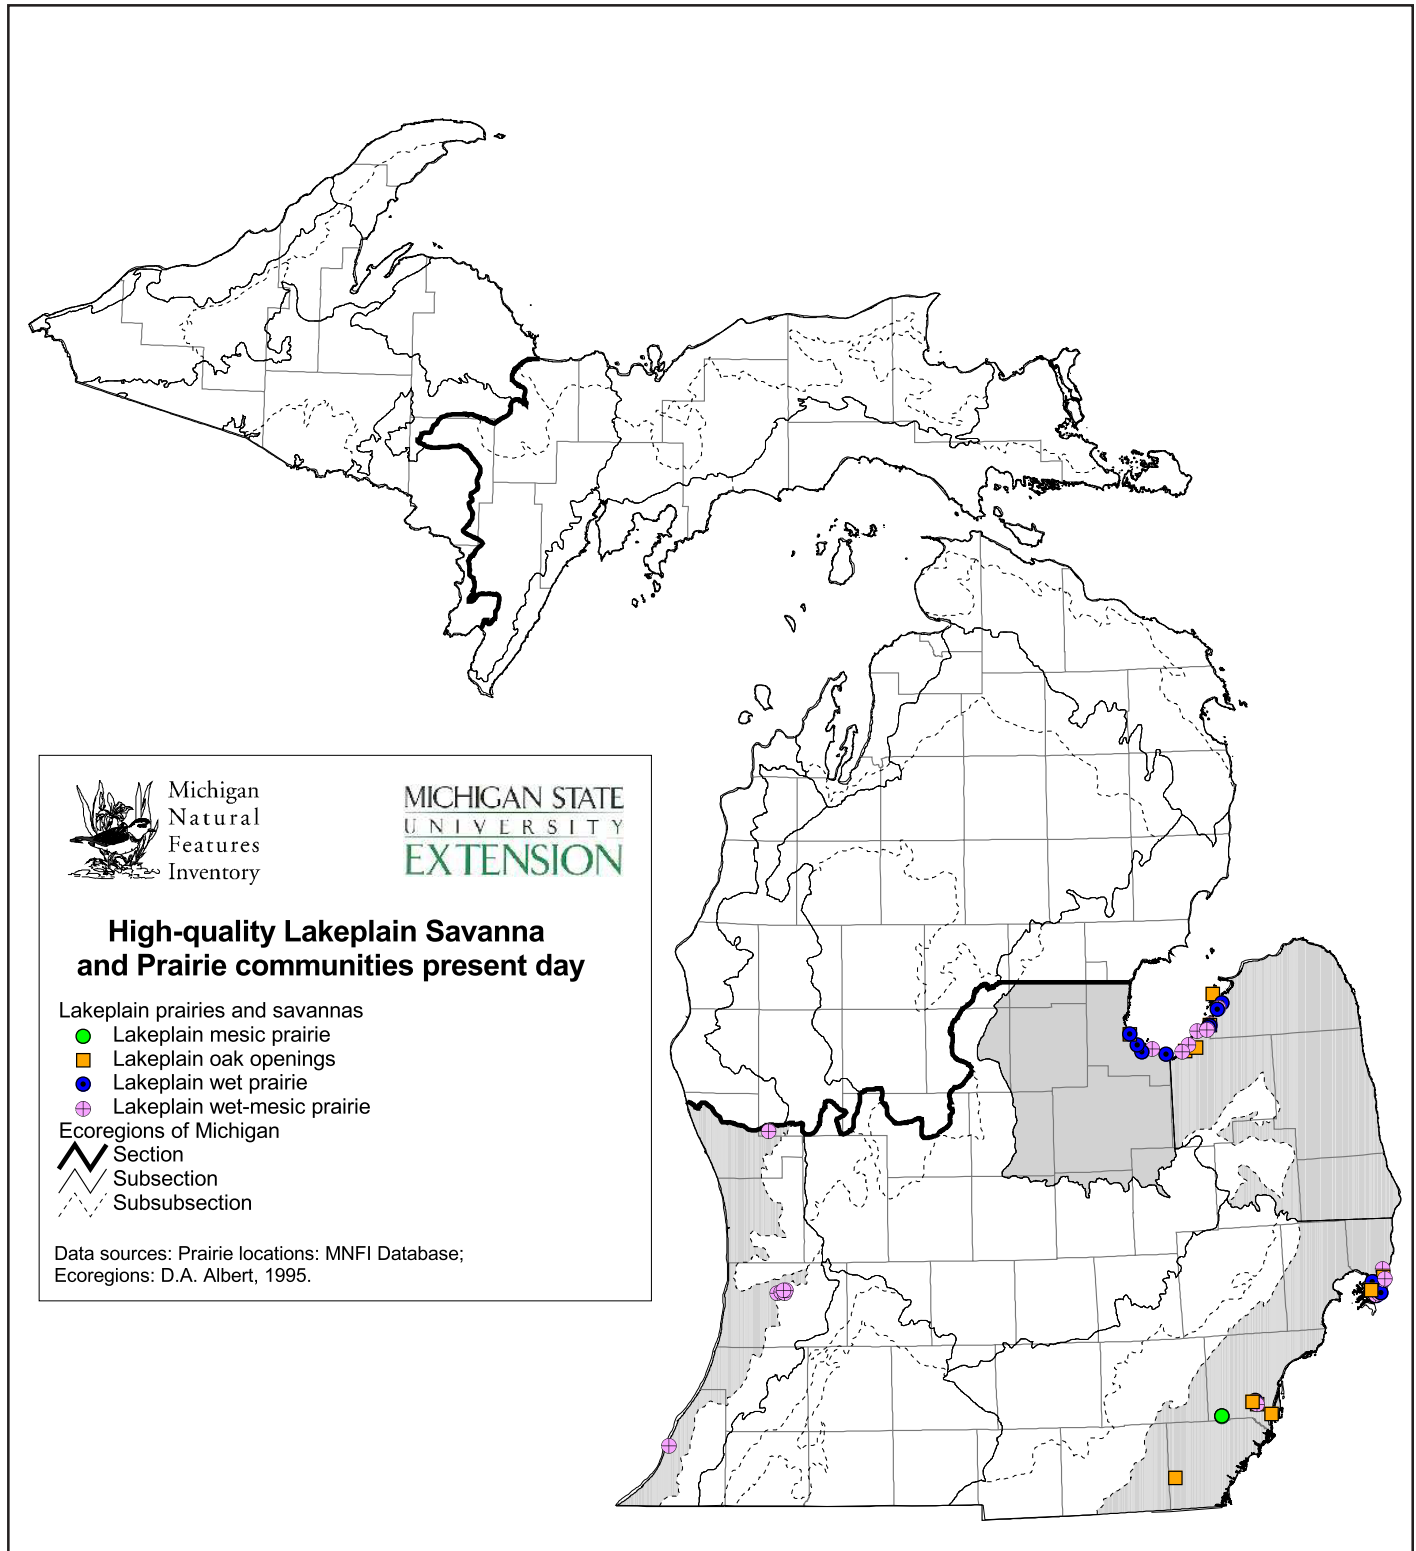 Michigan
Natural
Features
Inventory
MICHIGAN STATE
UNIVERSITY
EXTENSION
High-quality Lakeplain Savanna
and Prairie communities present day
Lakeplain prairies and savannas
Lakeplain mesic prairie
Lakeplain oak openings
Lakeplain wet prairie
Lakeplain wet-mesic prairie
Ecoregions of Michigan
Section
Subsection
Subsubsection
Data sources: Prairie locations: MNFI Database;
Ecoregions: D.A. Albert, 1995.